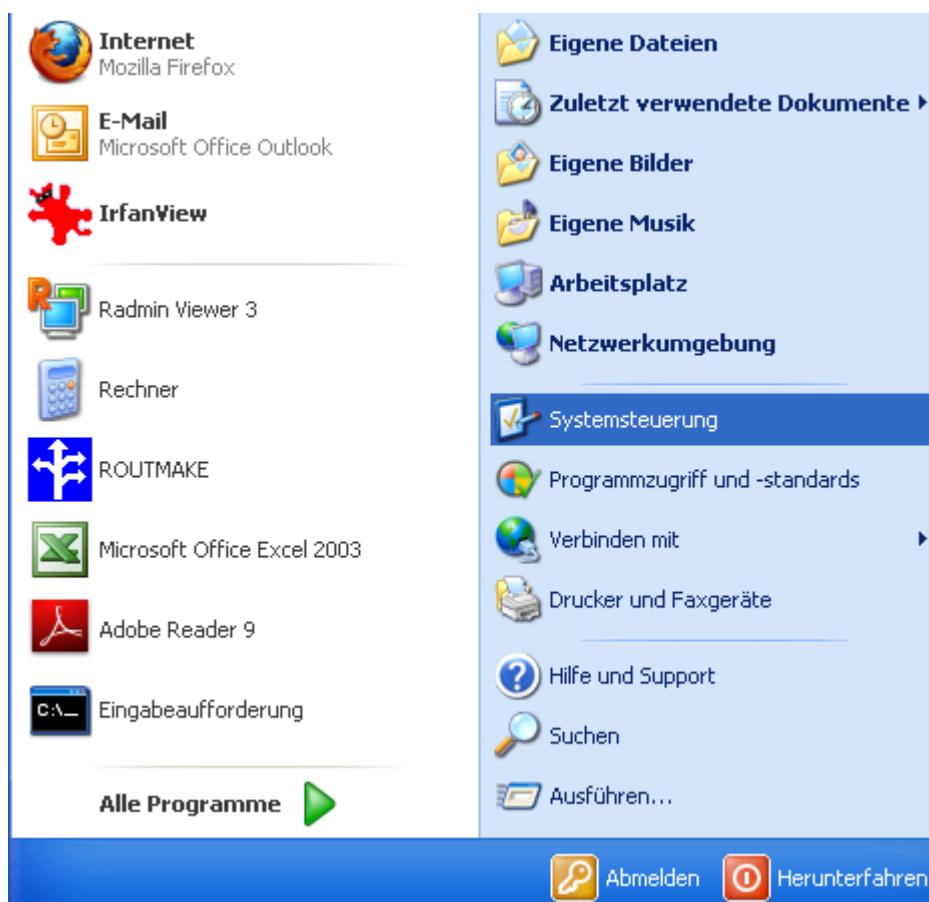 Internet
Mozilla Firefox
E-Mail
Microsoft Office Outlook
IrfanView
Radmin Viewer 3
Rechner
ROUTMAKE
Microsoft Office Excel 2003
Adobe Reader 9
C:\_
Eingabeaufforderung
Alle Programme
Eigene Dateien
Zuletzt verwendete Dokumente
Eigene Bilder
Eigene Musik
Arbeitsplatz
Netzwerkumgebung
Systemsteuerung
Programmzugriff und -standards
Verbinden mit
Drucker und Faxgeräte
Hilfe und Support
Suchen
Ausführen...
Abmelden
Herunterfahren